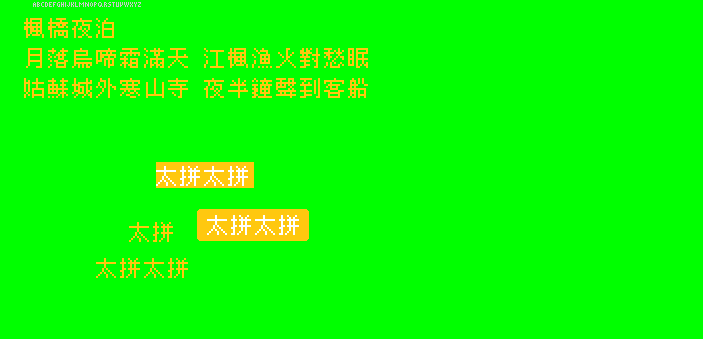 ABCDEFGHIJKLMNOPQRSTUVWXYZ
楓橋夜泊
月落烏啼霜滿天 江楓漁火對愁眠
姑蘇城外寒山寺 夜半鐘聲到客船
太拼太拼
太拼太拼
太拼
太拼太拼